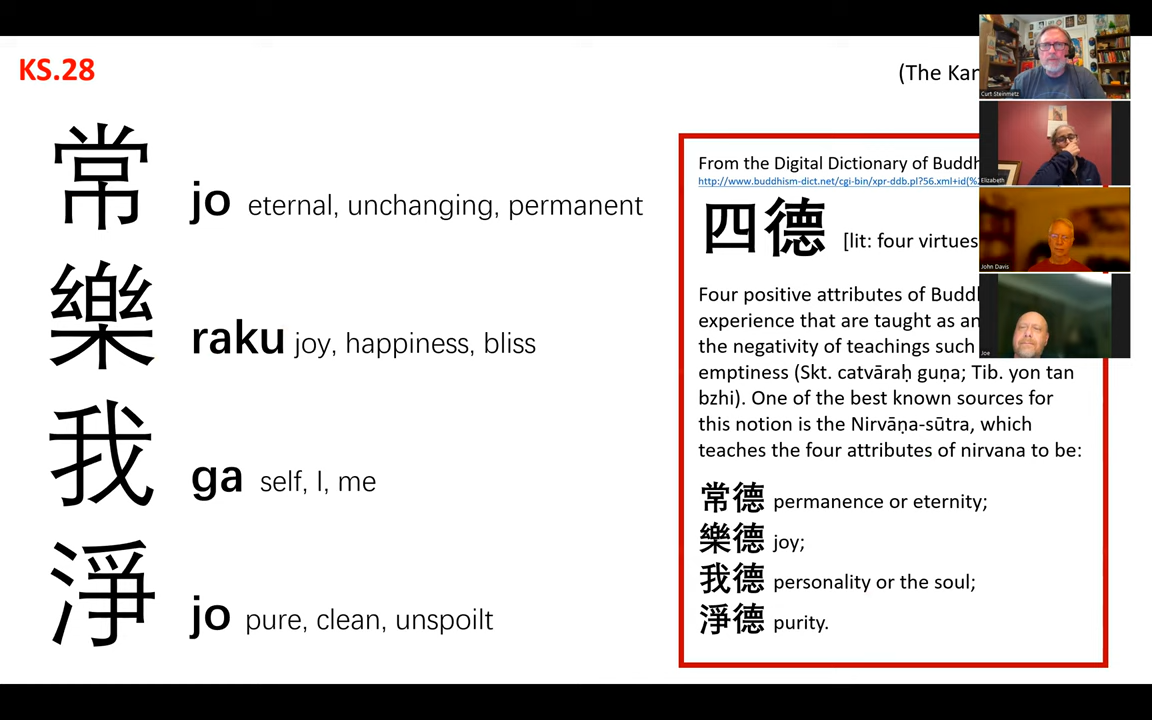 KS.28
(The Kan
常
jo eternal, unchanging, permanent
樂
raku joy, happiness, bliss
我
ga self, I, me
淨
jo pure, clean, unspoilt
From the Digital Dictionary of Buddh
http://www.buddhism-dict.net/cgi-bin/xpr-ddb.pl?56.xml+id(%
四德 [lit: four virtues
Four positive attributes of Buddh
experience that are taught as an
the negativity of teachings such
emptiness (Skt. catvāraḥ guṇa; Tib. yon tan
bzhi). One of the best known sources for
this notion is the Nirvāṇa-sūtra, which
teaches the four attributes of nirvana to be:
常德 permanence or eternity;
樂德 joy;
我德 personality or the soul;
淨德 purity.
Curt Steinmetz
Elizabeth
John Davis
Joe